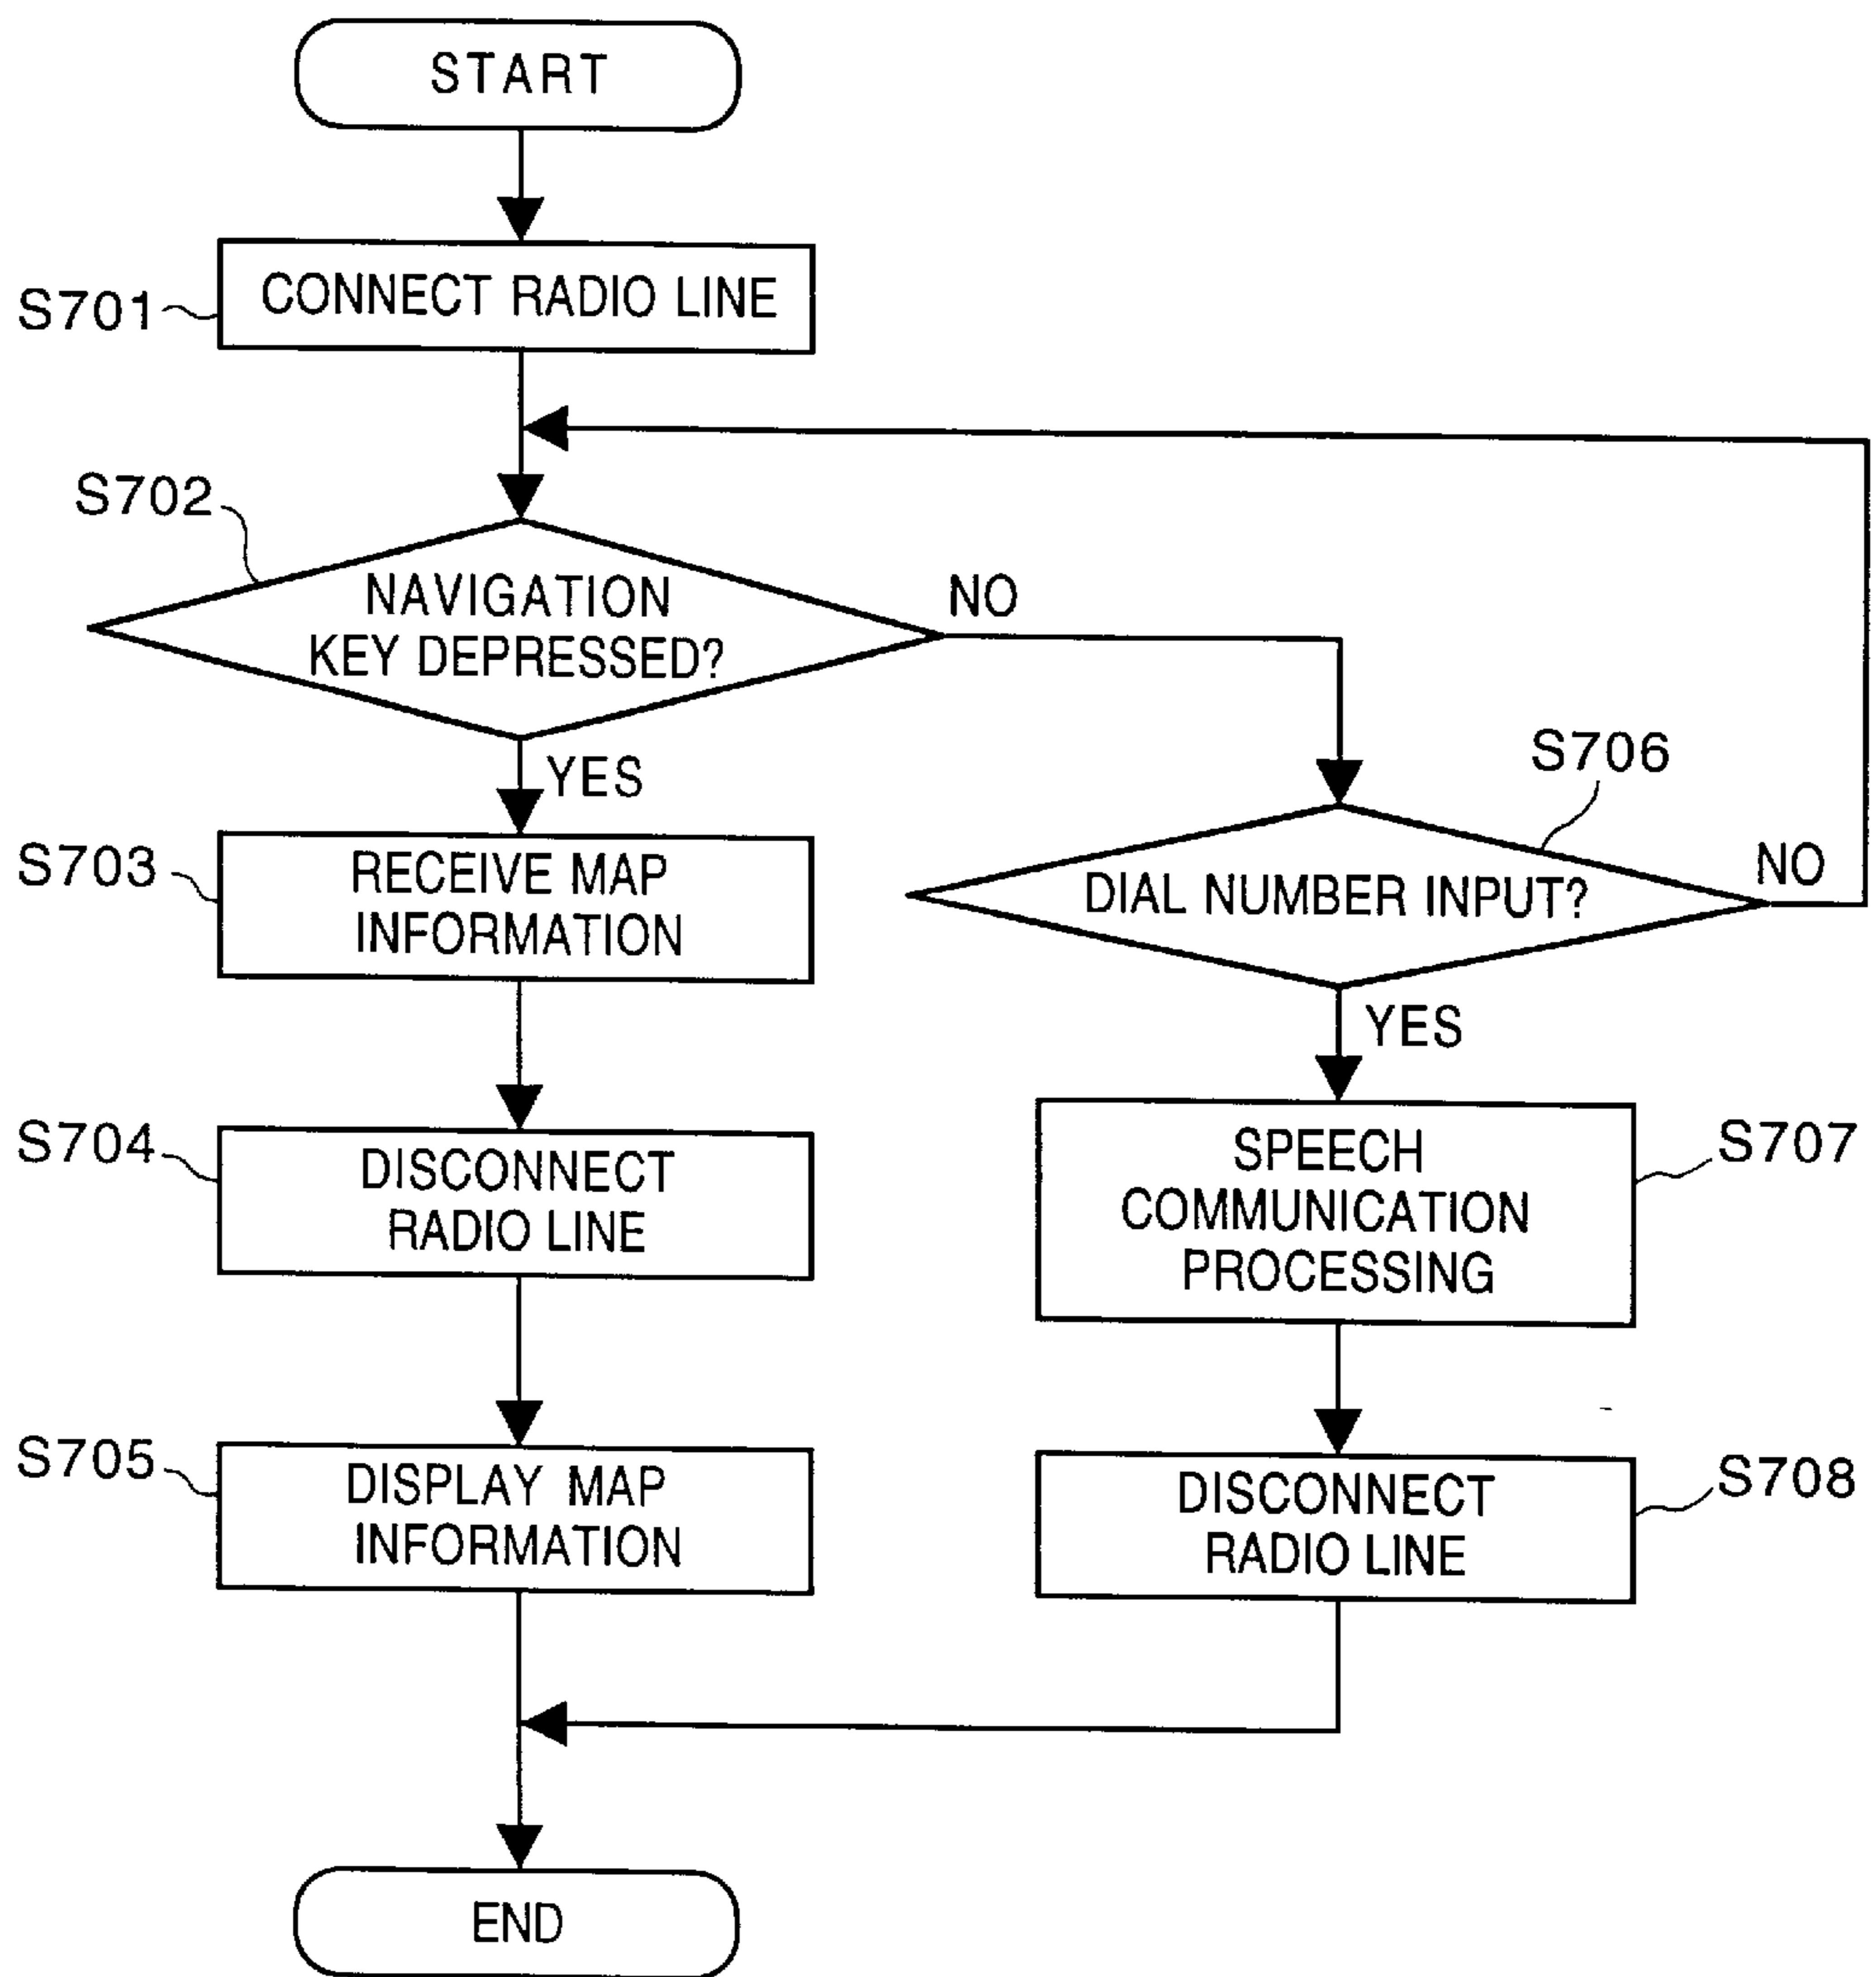 START
S701
CONNECT RADIO LINE
S702
NAVIGATION
KEY DEPRESSED?
NO
YES
S706
DIAL NUMBER INPUT?
NO
YES
S703
RECEIVE MAP
INFORMATION
S704
DISCONNECT
RADIO LINE
S707
SPEECH
COMMUNICATION
PROCESSING
S705
DISPLAY MAP
INFORMATION
S708
DISCONNECT
RADIO LINE
END